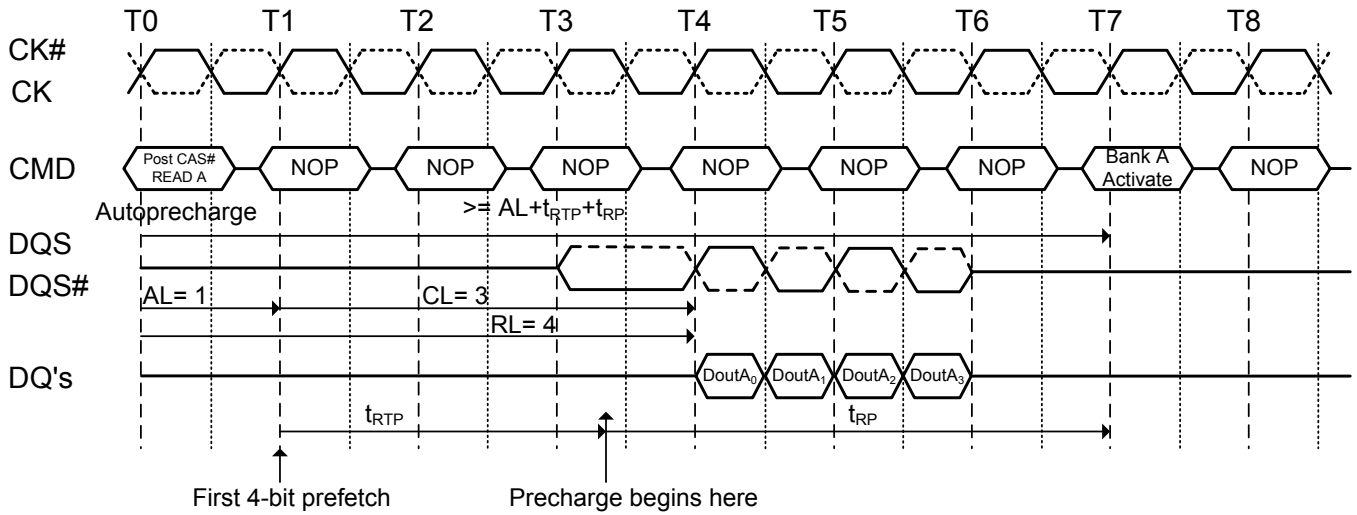 T0 T1 T2 T3 T4 T5 T6 T7 T8
CK#
CK
CMD
Post CAS#
READ A
NOP NOP NOP NOP NOP NOP
Bank A
Activate
NOP
Autoprecharge
>= AL+tRTP+tRP
DQS
DQS#
AL= 1
CL= 3
RL= 4
DQ's
DoutA0 DoutA1 DoutA2 DoutA3
tRTP
tRP
First 4-bit prefetch
Precharge begins here